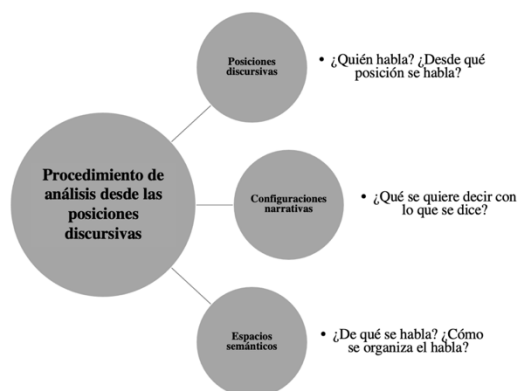 Posiciones
discursivas
• ¿Quién habla? ¿Desde qué
posición se habla?
Procedimiento de
análisis desde las
posiciones
discursivas
Configuraciones
narrativas
• ¿Qué se quiere decir con
lo que se dice?
Espacios
semánticos
• ¿De qué se habla? ¿Cómo
se organiza el habla?